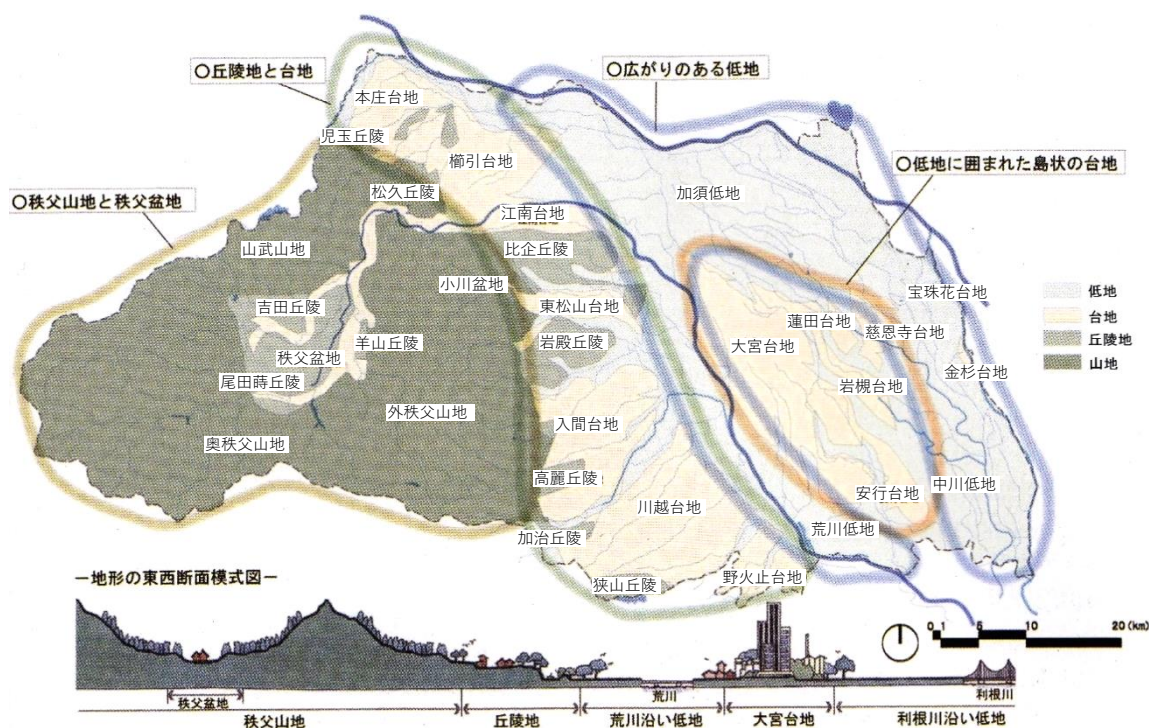 〇丘陵地と台地
〇広がりのある低地
本庄台地
児玉丘陵
櫛引台地
〇低地に囲まれた島状の台地
〇秩父山地と秩父盆地
松久丘陵
加須低地
江南台地
山武山地
比企丘陵
小川盆地
宝珠花台地
吉田丘陵
東松山台地
蓮田台地
慈恩寺台地
低地
台地
丘陵地
山地
羊山丘陵
岩殿丘陵
大宮台地
秩父盆地
尾田蒔丘陵
岩槻台地
金杉台地
外秩父山地
入間台地
奥秩父山地
高麗丘陵
安行台地
中川低地
川越台地
加治丘陵
荒川低地
狭山丘陵
野火止台地
−地形の東西断面模式図−
0 1 5 10 20 (km)
秩父盆地
荒川
利根川
秩父山地
丘陵地
荒川沿い低地
大宮台地
利根川沿い低地